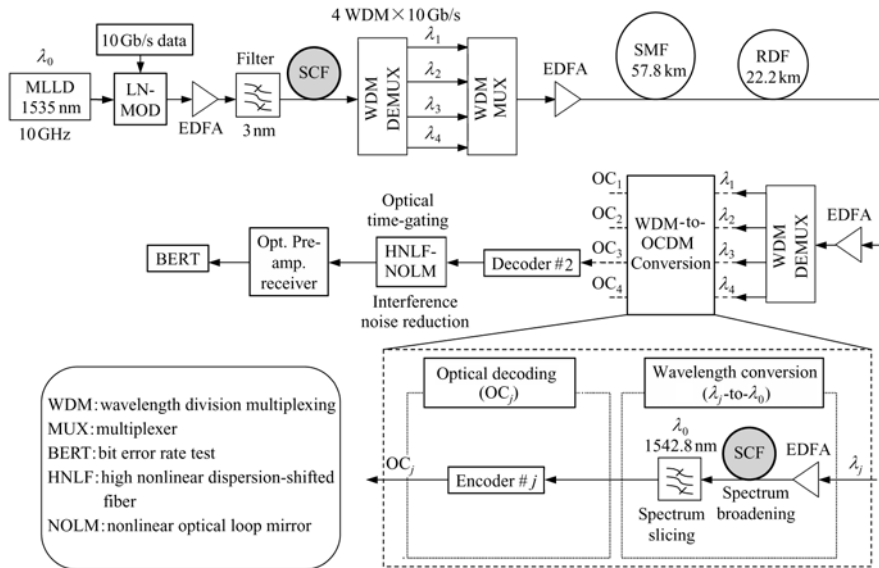 4 WDM×10 Gb/s
λ0
10 Gb/s data
Filter
SCF
MLLD
1535 nm
10 GHz
LN-
MOD
EDFA
3 nm
WDM
DEMUX
λ1
λ2
λ3
λ4
WDM
MUX
EDFA
SMF
57.8 km
RDF
22.2 km
BERT
Opt. Pre-
amp.
receiver
Optical
time-gating
HNLF-
NOLM
Interference
noise reduction
Decoder #2
OC1
OC2
OC3
OC4
WDM-to-
OCDM
Conversion
λ1
λ2
λ3
λ4
WDM
DEMUX
EDFA
WDM:wavelength division multiplexing
MUX:multiplexer
BERT:bit error rate test
HNLF:high nonlinear dispersion-shifted
fiber
NOLM:nonlinear optical loop mirror
Optical decoding
(OCj)
OCj
Encoder # j
Wavelength conversion
(λj-to-λ0)
λ0
1542.8 nm
SCF
EDFA
λj
Spectrum
slicing
Spectrum
broadening